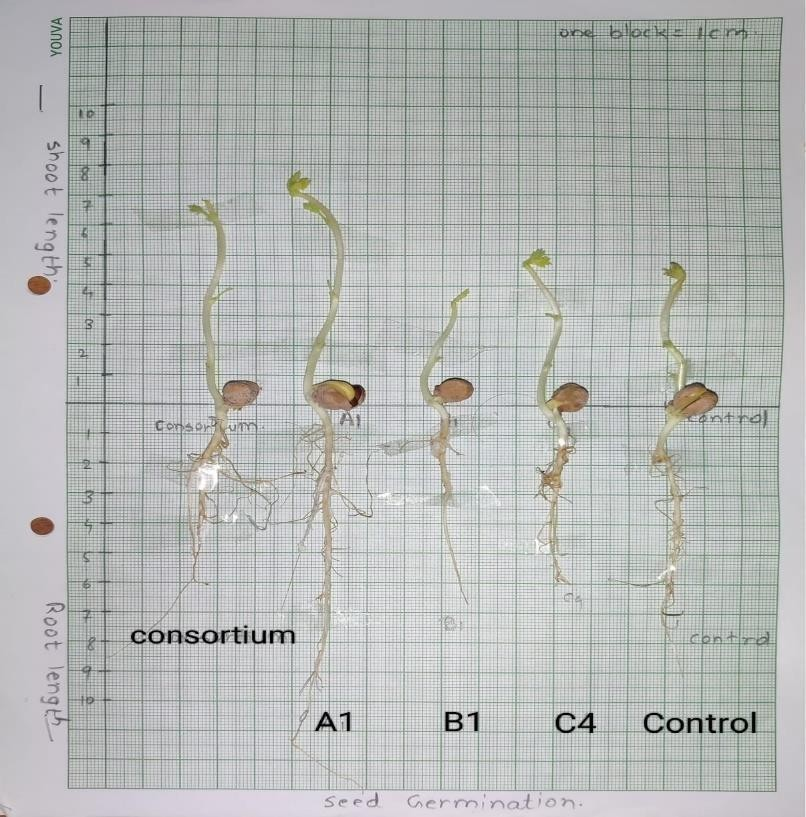 YOUVA
one block = 1cm.
shoot length.
10
9
8
7
6
5
4
3
2
1
consortium.
A1
control
1
2
3
4
5
6
7
8
9
10
Root length
C4
B1
control
consortium
A1
B1
C4
Control
seed Germination.